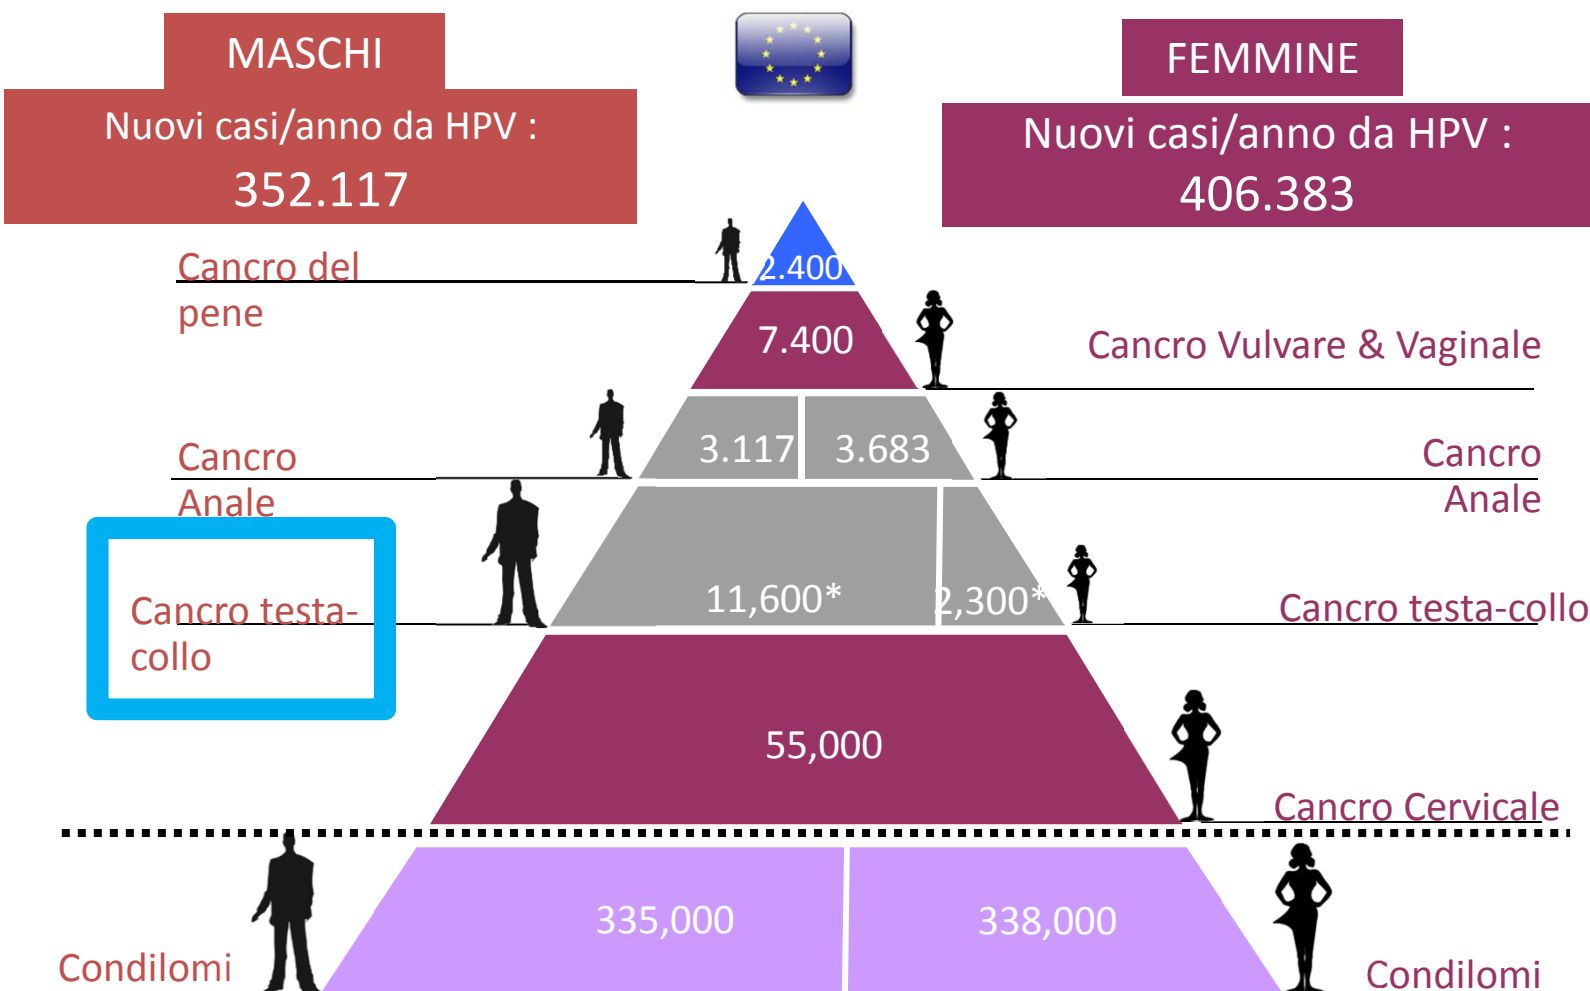 MASCHI
FEMMINE
Nuovi casi/anno da HPV :
352.117
Nuovi casi/anno da HPV :
406.383
Cancro del
pene
2.400
7.400
Cancro Vulvare & Vaginale
Cancro
Anale
3.117
3.683
Cancro
Anale
Cancro testa-
collo
11,600*
2,300*
Cancro testa-collo
55,000
Cancro Cervicale
335,000
338,000
Condilomi
Condilomi